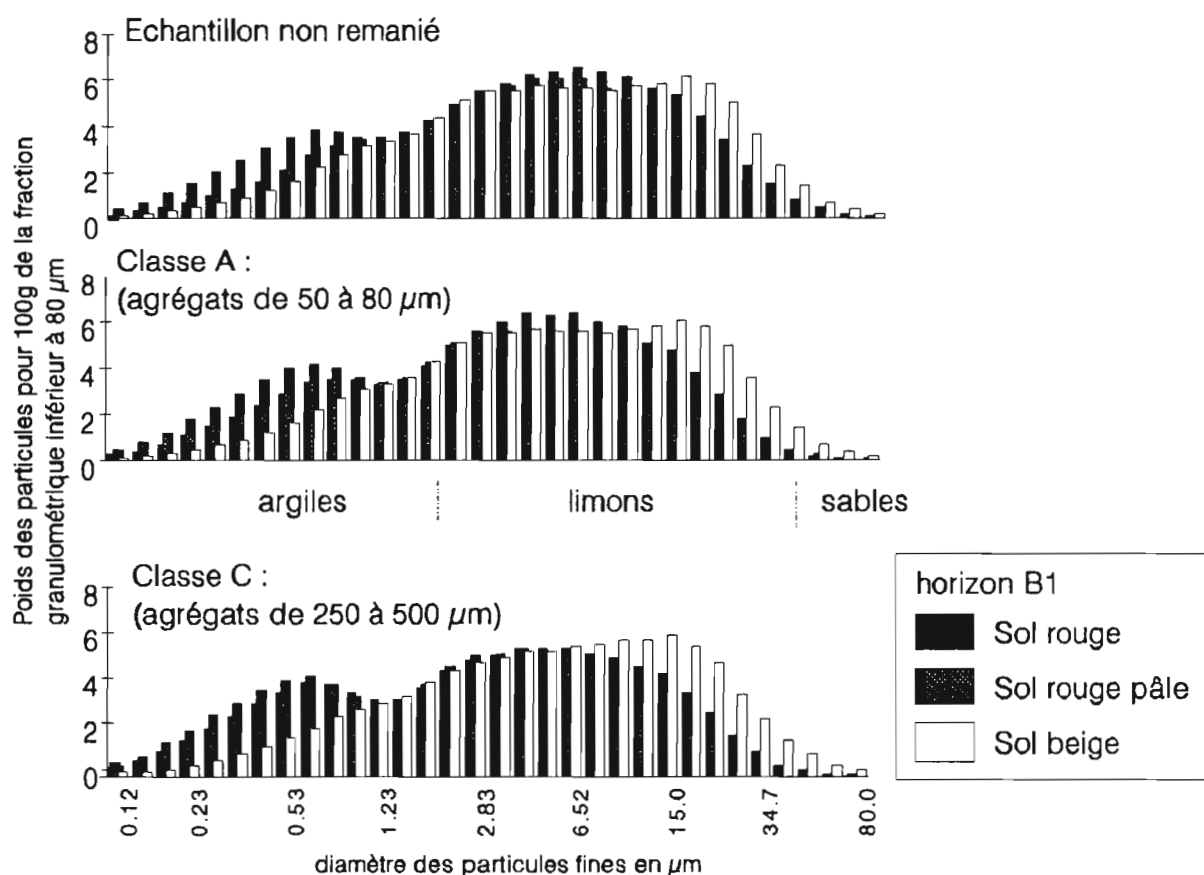 Echantillon non remanié
8
6
4
2
0
Poids des particules pour 100g de la fraction
granulométrique inférieur à 80 µm
Classe A :
(agrégats de 50 à 80 µm)
8
6
4
2
0
argiles limons sables
Classe C :
(agrégats de 250 à 500 µm)
8
6
4
2
0
0.12 0.23 0.53 1.23 2.83 6.52 15.0 34.7 80.0
diamètre des particules fines en µm
horizon B1
Sol rouge
Sol rouge pâle
Sol beige